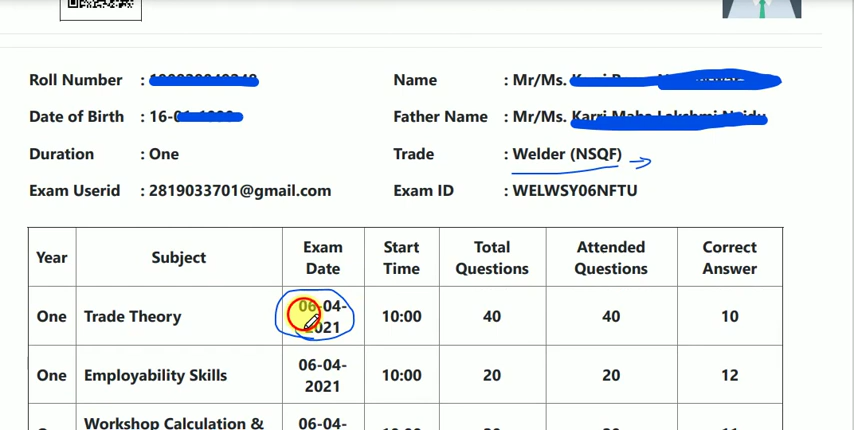 Roll Number :
Name : Mr/Ms.
Date of Birth : 16-
Father Name : Mr/Ms.
Duration : One
Trade : Welder (NSQF)
Exam Userid : 2819033701@gmail.com
Exam ID : WELWSY06NFTU
Year Subject Exam Date Start Time Total Questions Attended Questions Correct Answer
One Trade Theory 06-04-2021 10:00 40 40 10
One Employability Skills 06-04-2021 10:00 20 20 12
Workshop Calculation & 06-04-